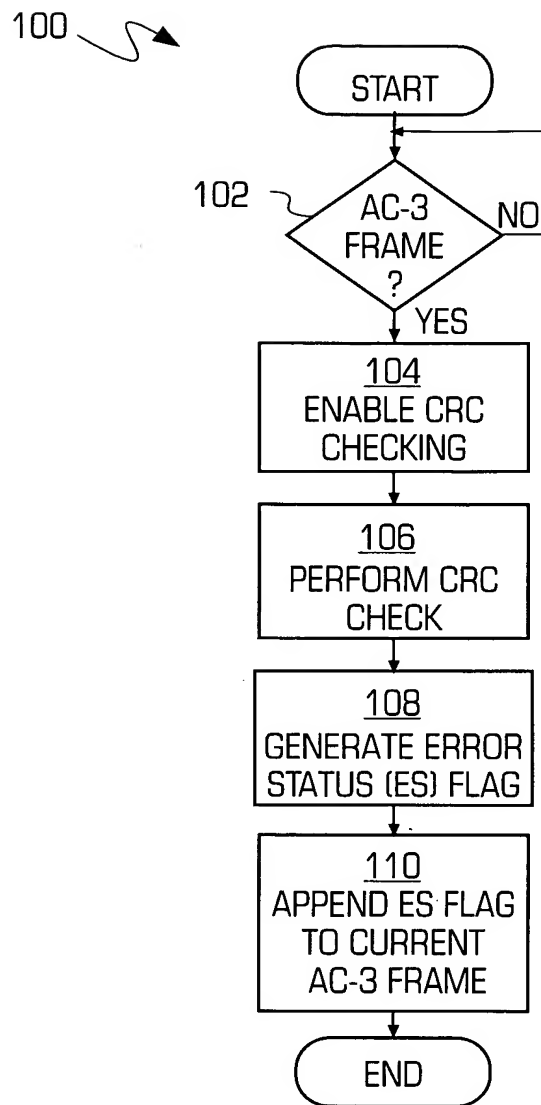 100
START
102
AC-3
FRAME
?
NO
YES
104
ENABLE CRC
CHECKING
106
PERFORM CRC
CHECK
108
GENERATE ERROR
STATUS (ES) FLAG
110
APPEND ES FLAG
TO CURRENT
AC-3 FRAME
END